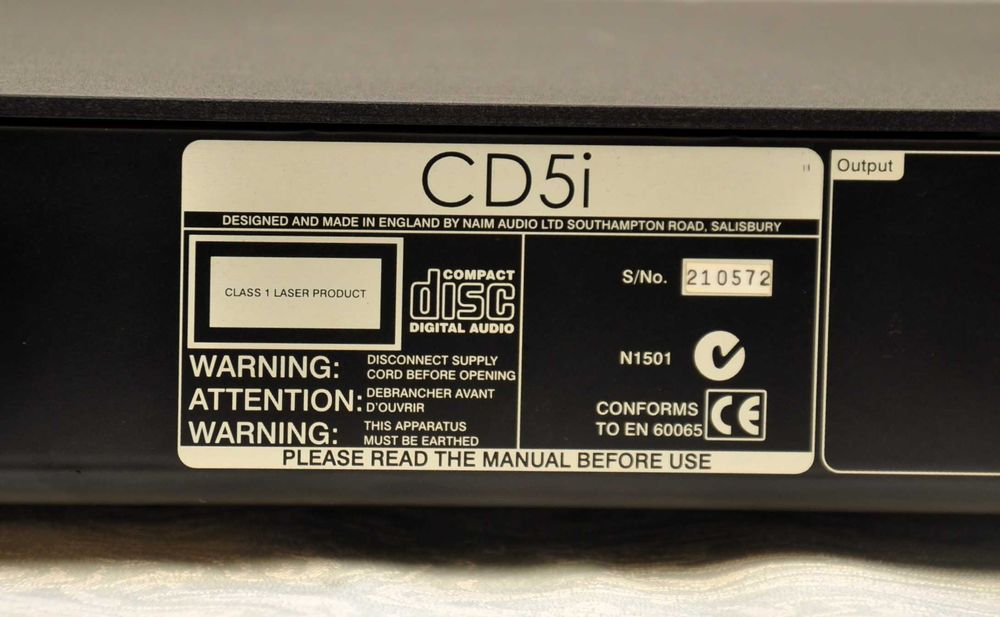 CD5i
Output
DESIGNED AND MADE IN ENGLAND BY NAIM AUDIO LTD SOUTHAMPTON ROAD, SALISBURY
CLASS 1 LASER PRODUCT
COMPACT
disc
DIGITAL AUDIO
S/No. 210572
N1501
WARNING: DISCONNECT SUPPLY
CORD BEFORE OPENING
ATTENTION: DEBRANCHER AVANT
D'OUVRIR
WARNING: THIS APPARATUS
MUST BE EARTHED
CONFORMS
TO EN 60065
CE
PLEASE READ THE MANUAL BEFORE USE